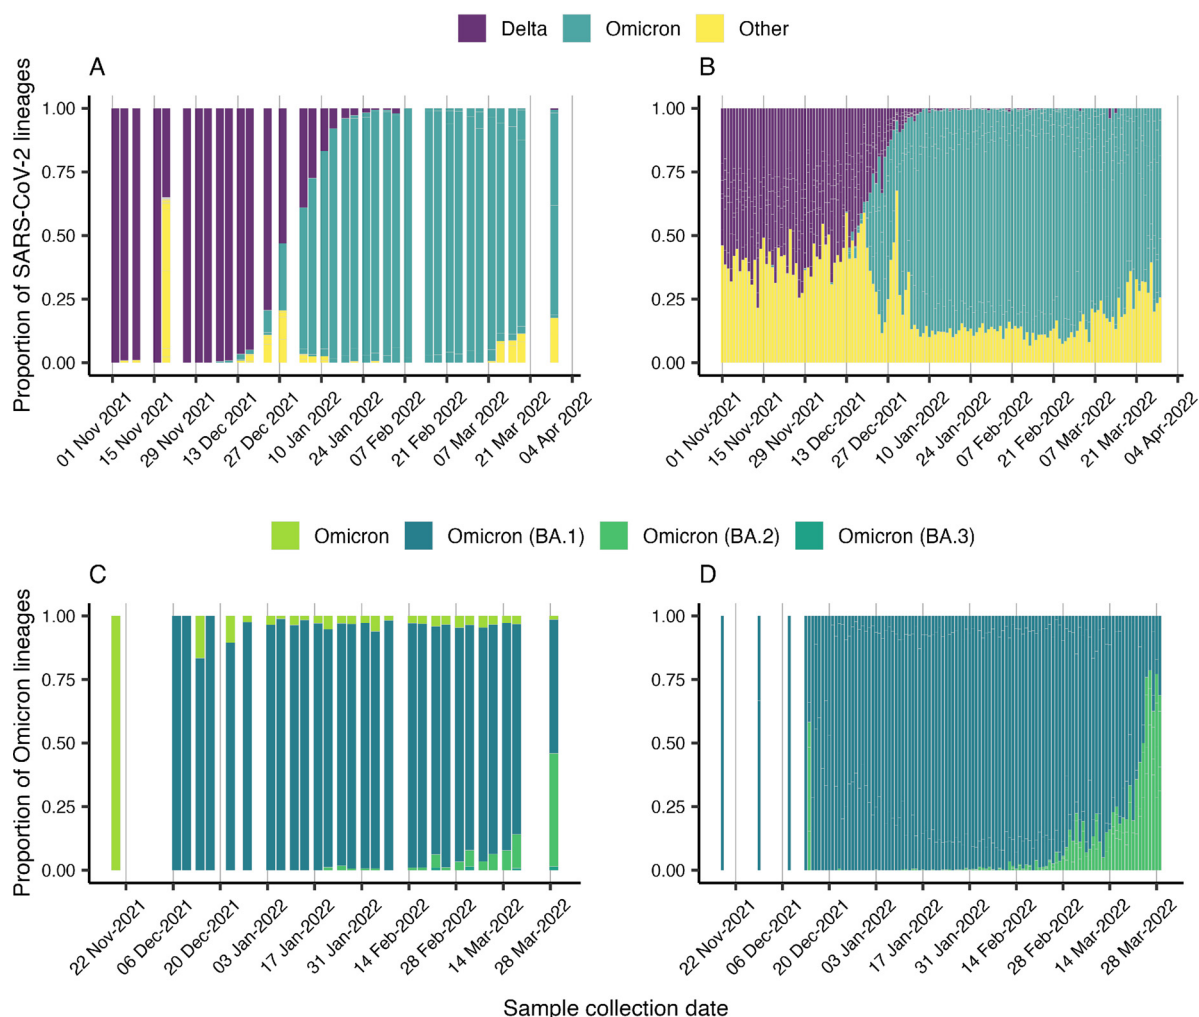 Delta Omicron Other
A
B
Proportion of SARS-CoV-2 lineages
1.00
0.75
0.50
0.25
0.00
01 Nov 2021
15 Nov 2021
29 Nov 2021
13 Dec 2021
27 Dec 2021
10 Jan 2022
24 Jan 2022
07 Feb 2022
21 Feb 2022
07 Mar 2022
21 Mar 2022
04 Apr 2022
1.00
0.75
0.50
0.25
0.00
01 Nov-2021
15 Nov-2021
29 Nov-2021
13 Dec-2021
27 Dec-2021
10 Jan-2022
24 Jan-2022
07 Feb-2022
21 Feb-2022
07 Mar-2022
21 Mar-2022
04 Apr-2022
Omicron Omicron (BA.1) Omicron (BA.2) Omicron (BA.3)
C
D
Proportion of Omicron lineages
1.00
0.75
0.50
0.25
0.00
22 Nov-2021
06 Dec-2021
20 Dec-2021
03 Jan-2022
17 Jan-2022
31 Jan-2022
14 Feb-2022
28 Feb-2022
14 Mar-2022
28 Mar-2022
1.00
0.75
0.50
0.25
0.00
22 Nov-2021
06 Dec-2021
20 Dec-2021
03 Jan-2022
17 Jan-2022
31 Jan-2022
14 Feb-2022
28 Feb-2022
14 Mar-2022
28 Mar-2022
Sample collection date